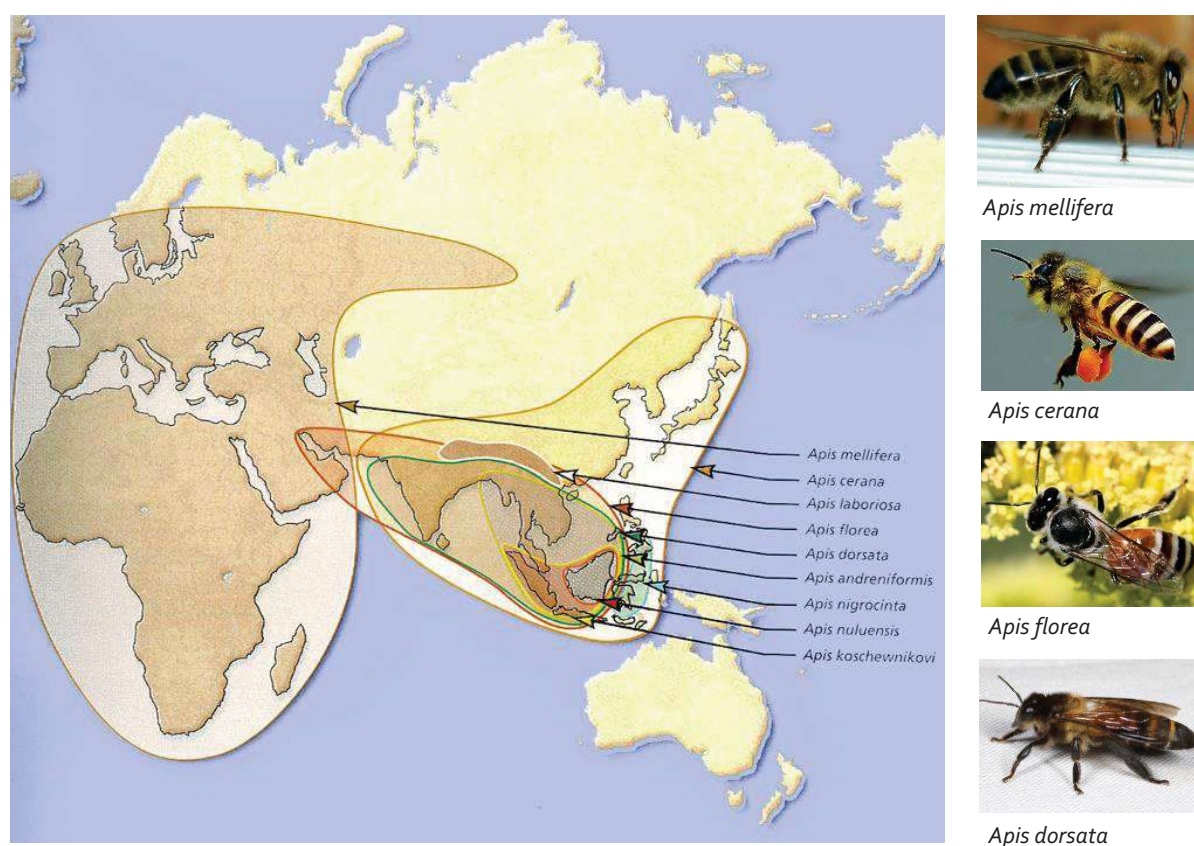 Apis mellifera
Apis cerana
Apis laboriosa
Apis florea
Apis dorsata
Apis andreniformis
Apis nigrocinta
Apis nuluensis
Apis koschewnikovi
Apis mellifera
Apis cerana
Apis florea
Apis dorsata